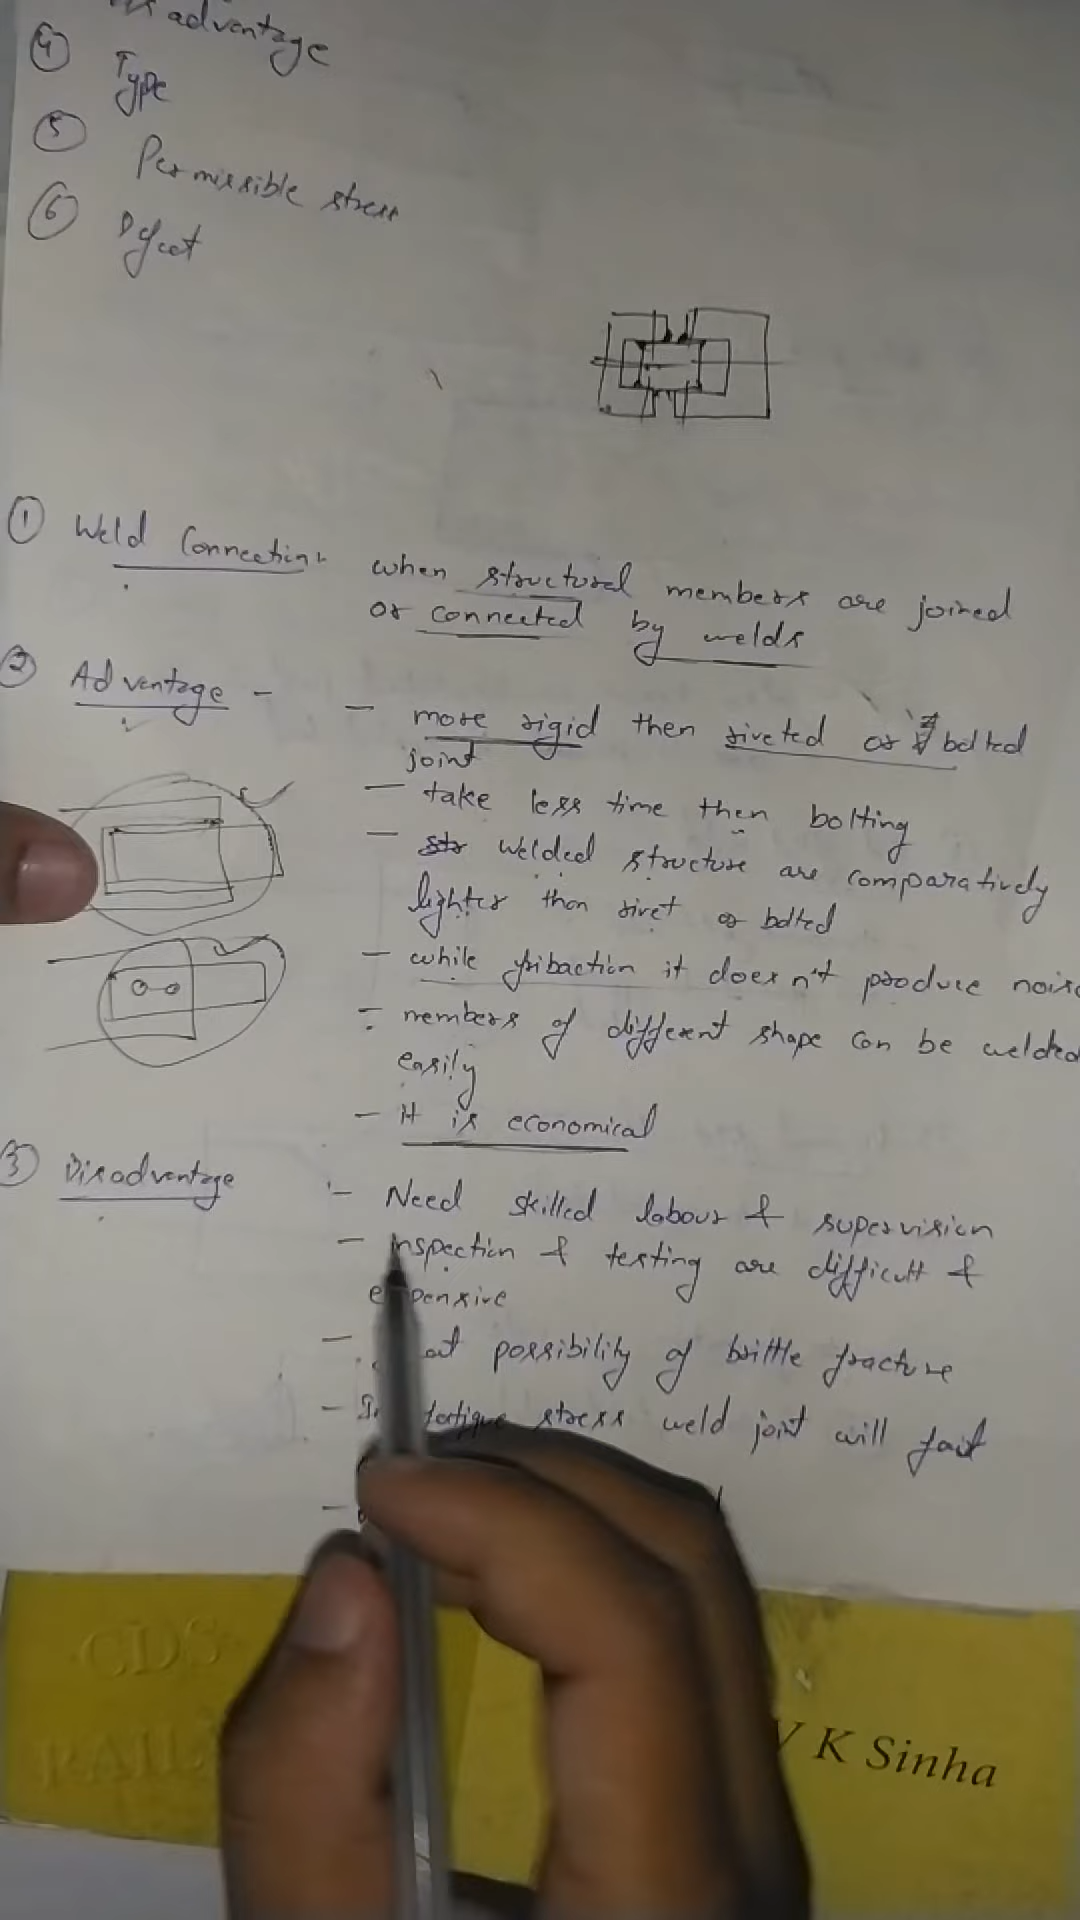 advantage
④ Type
⑤ Permissible stress
⑥ Defect
① Weld Connection:- when structural members are joined
or connected by welds
② Advantage - - more rigid then riveted or bolted
joint
- take less time then bolting
- welded structure are comparatively
lighter than rivet or bolted
- while fribaction it doesn't produce noise
- members of different shape can be welded
easily
- it is economical
③ Disadvantage - Need skilled labour & supervision
- Inspection & testing are difficult &
expensive
- possibility of brittle fracture
- fatigue stress weld joint will fail
CDS
RAIL
V K Sinha